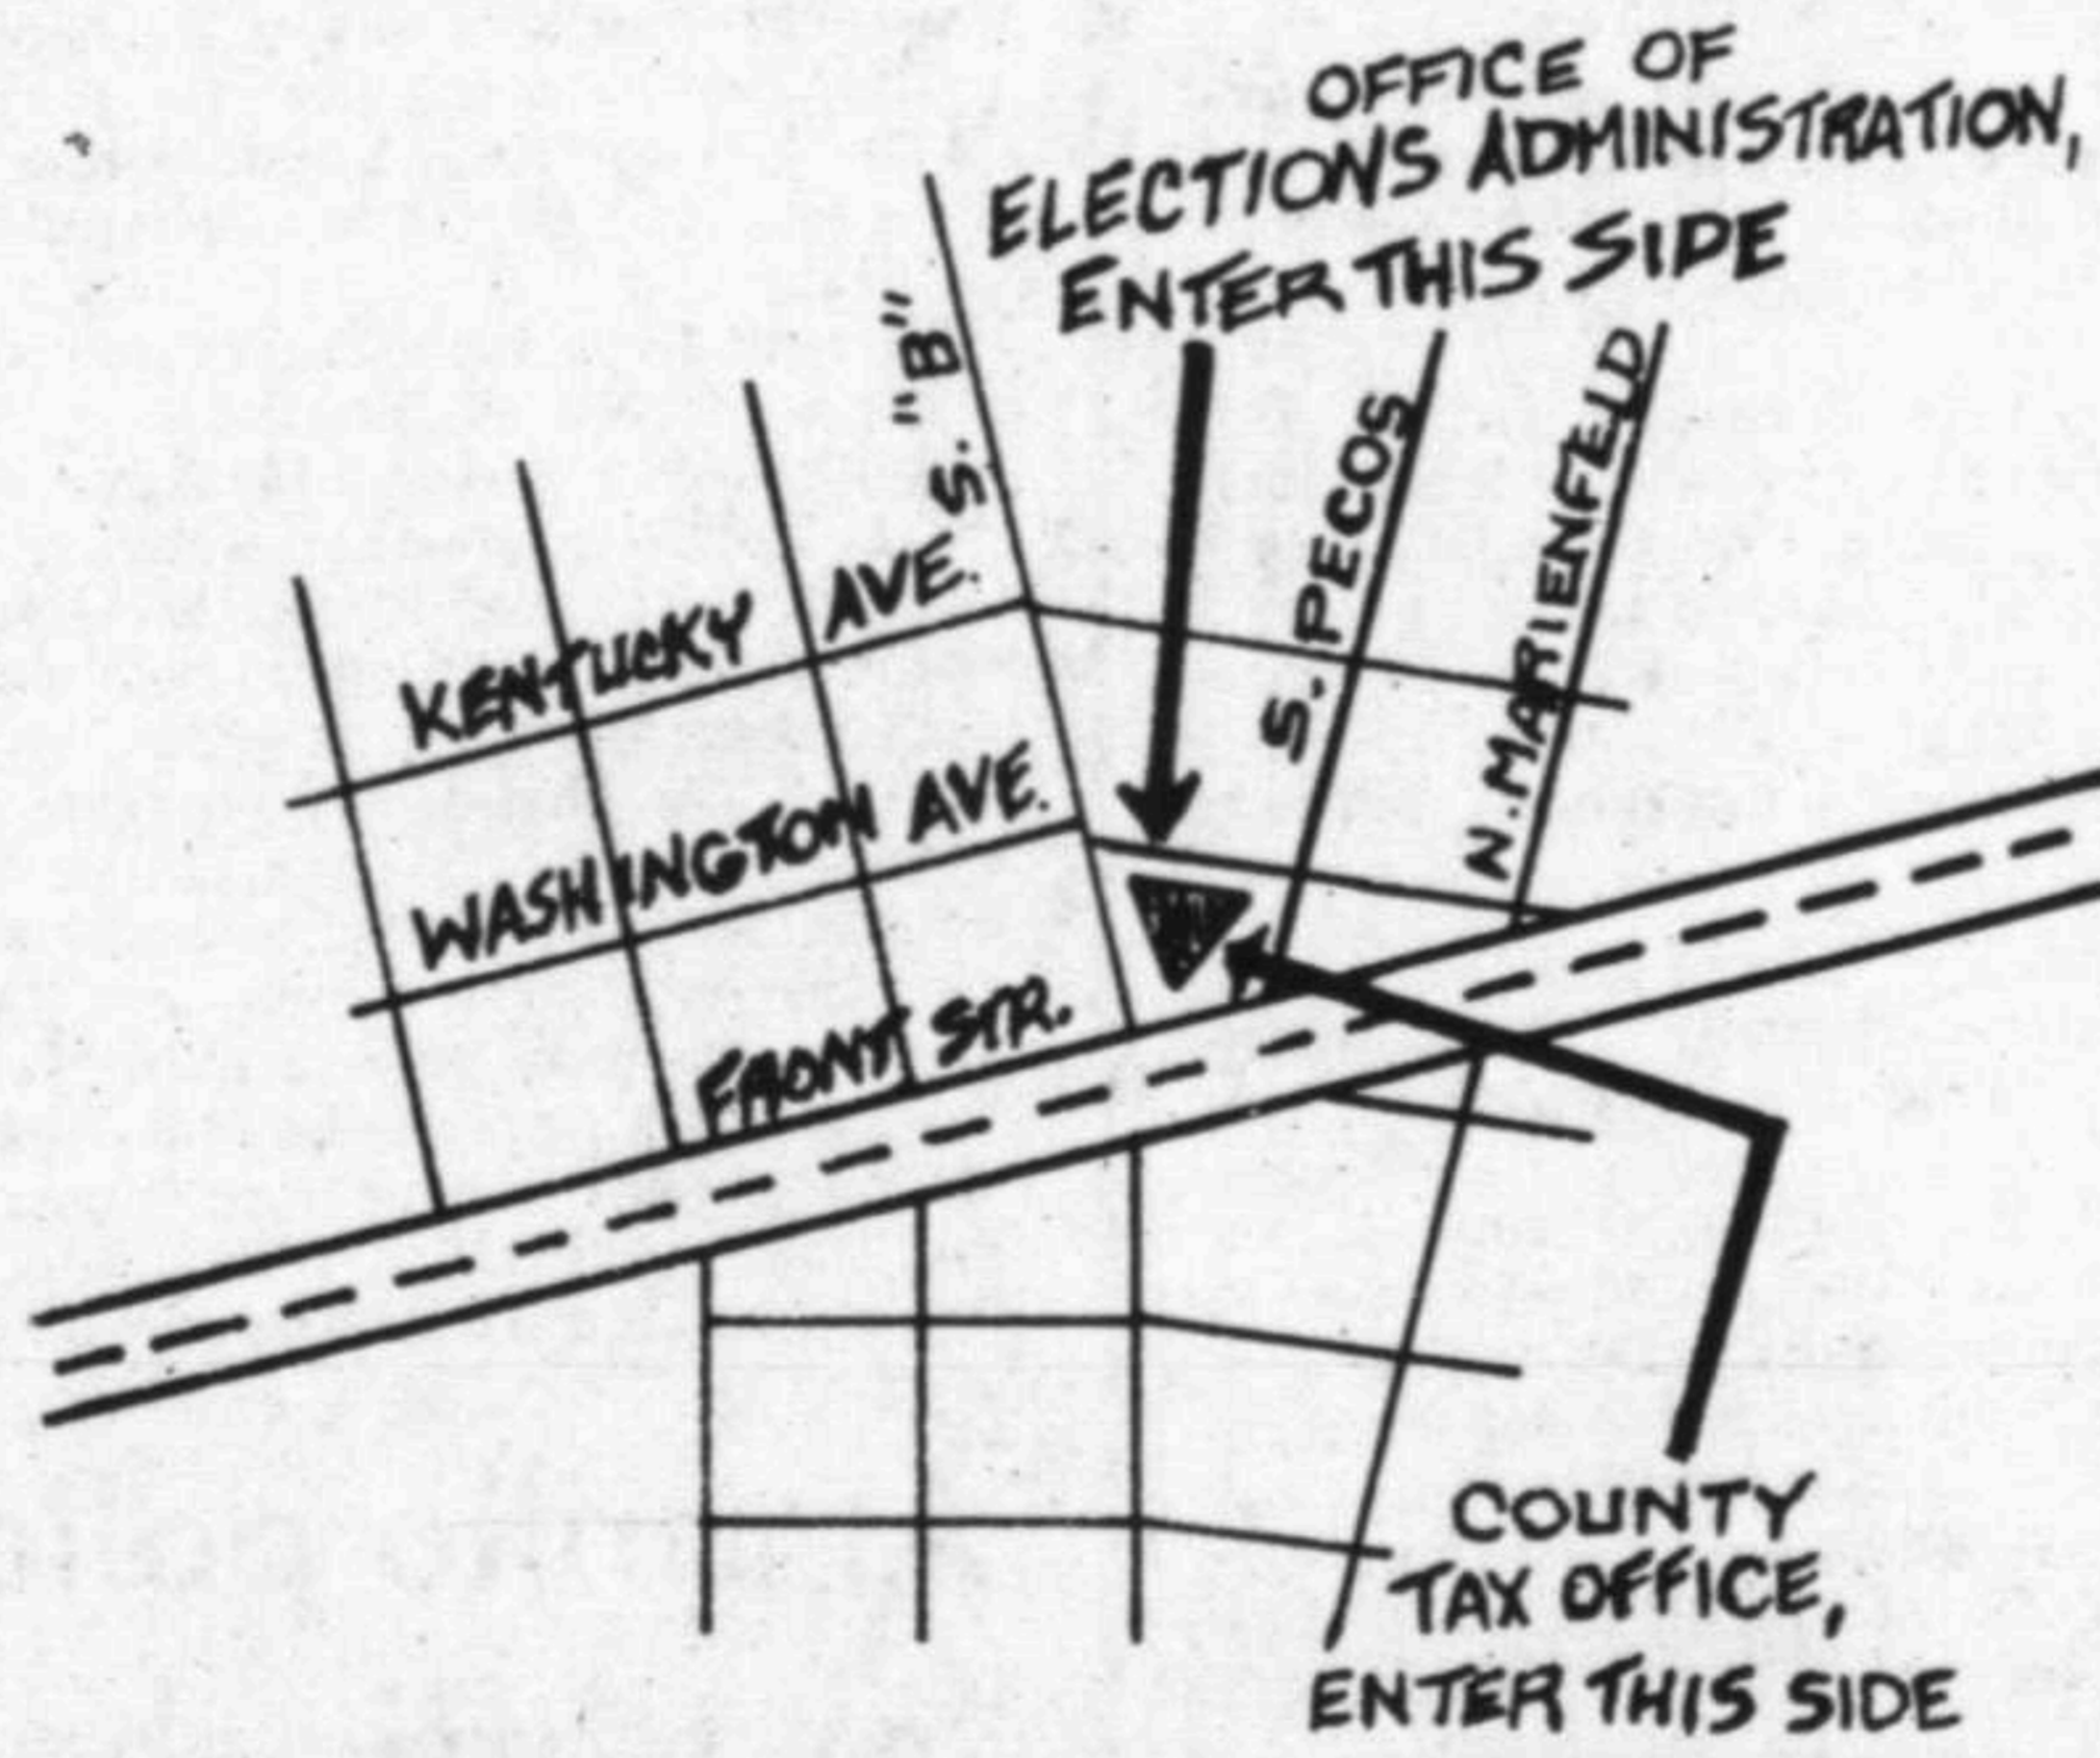 OFFICE OF
ELECTIONS ADMINISTRATION,
ENTER THIS SIDE
S. "B"
S. PECOS
N. MARIENFELD
KENTUCKY AVE.
WASHINGTON AVE.
FRONT STR.
COUNTY
TAX OFFICE,
ENTER THIS SIDE